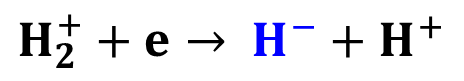 H₂⁺ + e → H⁻ + H⁺